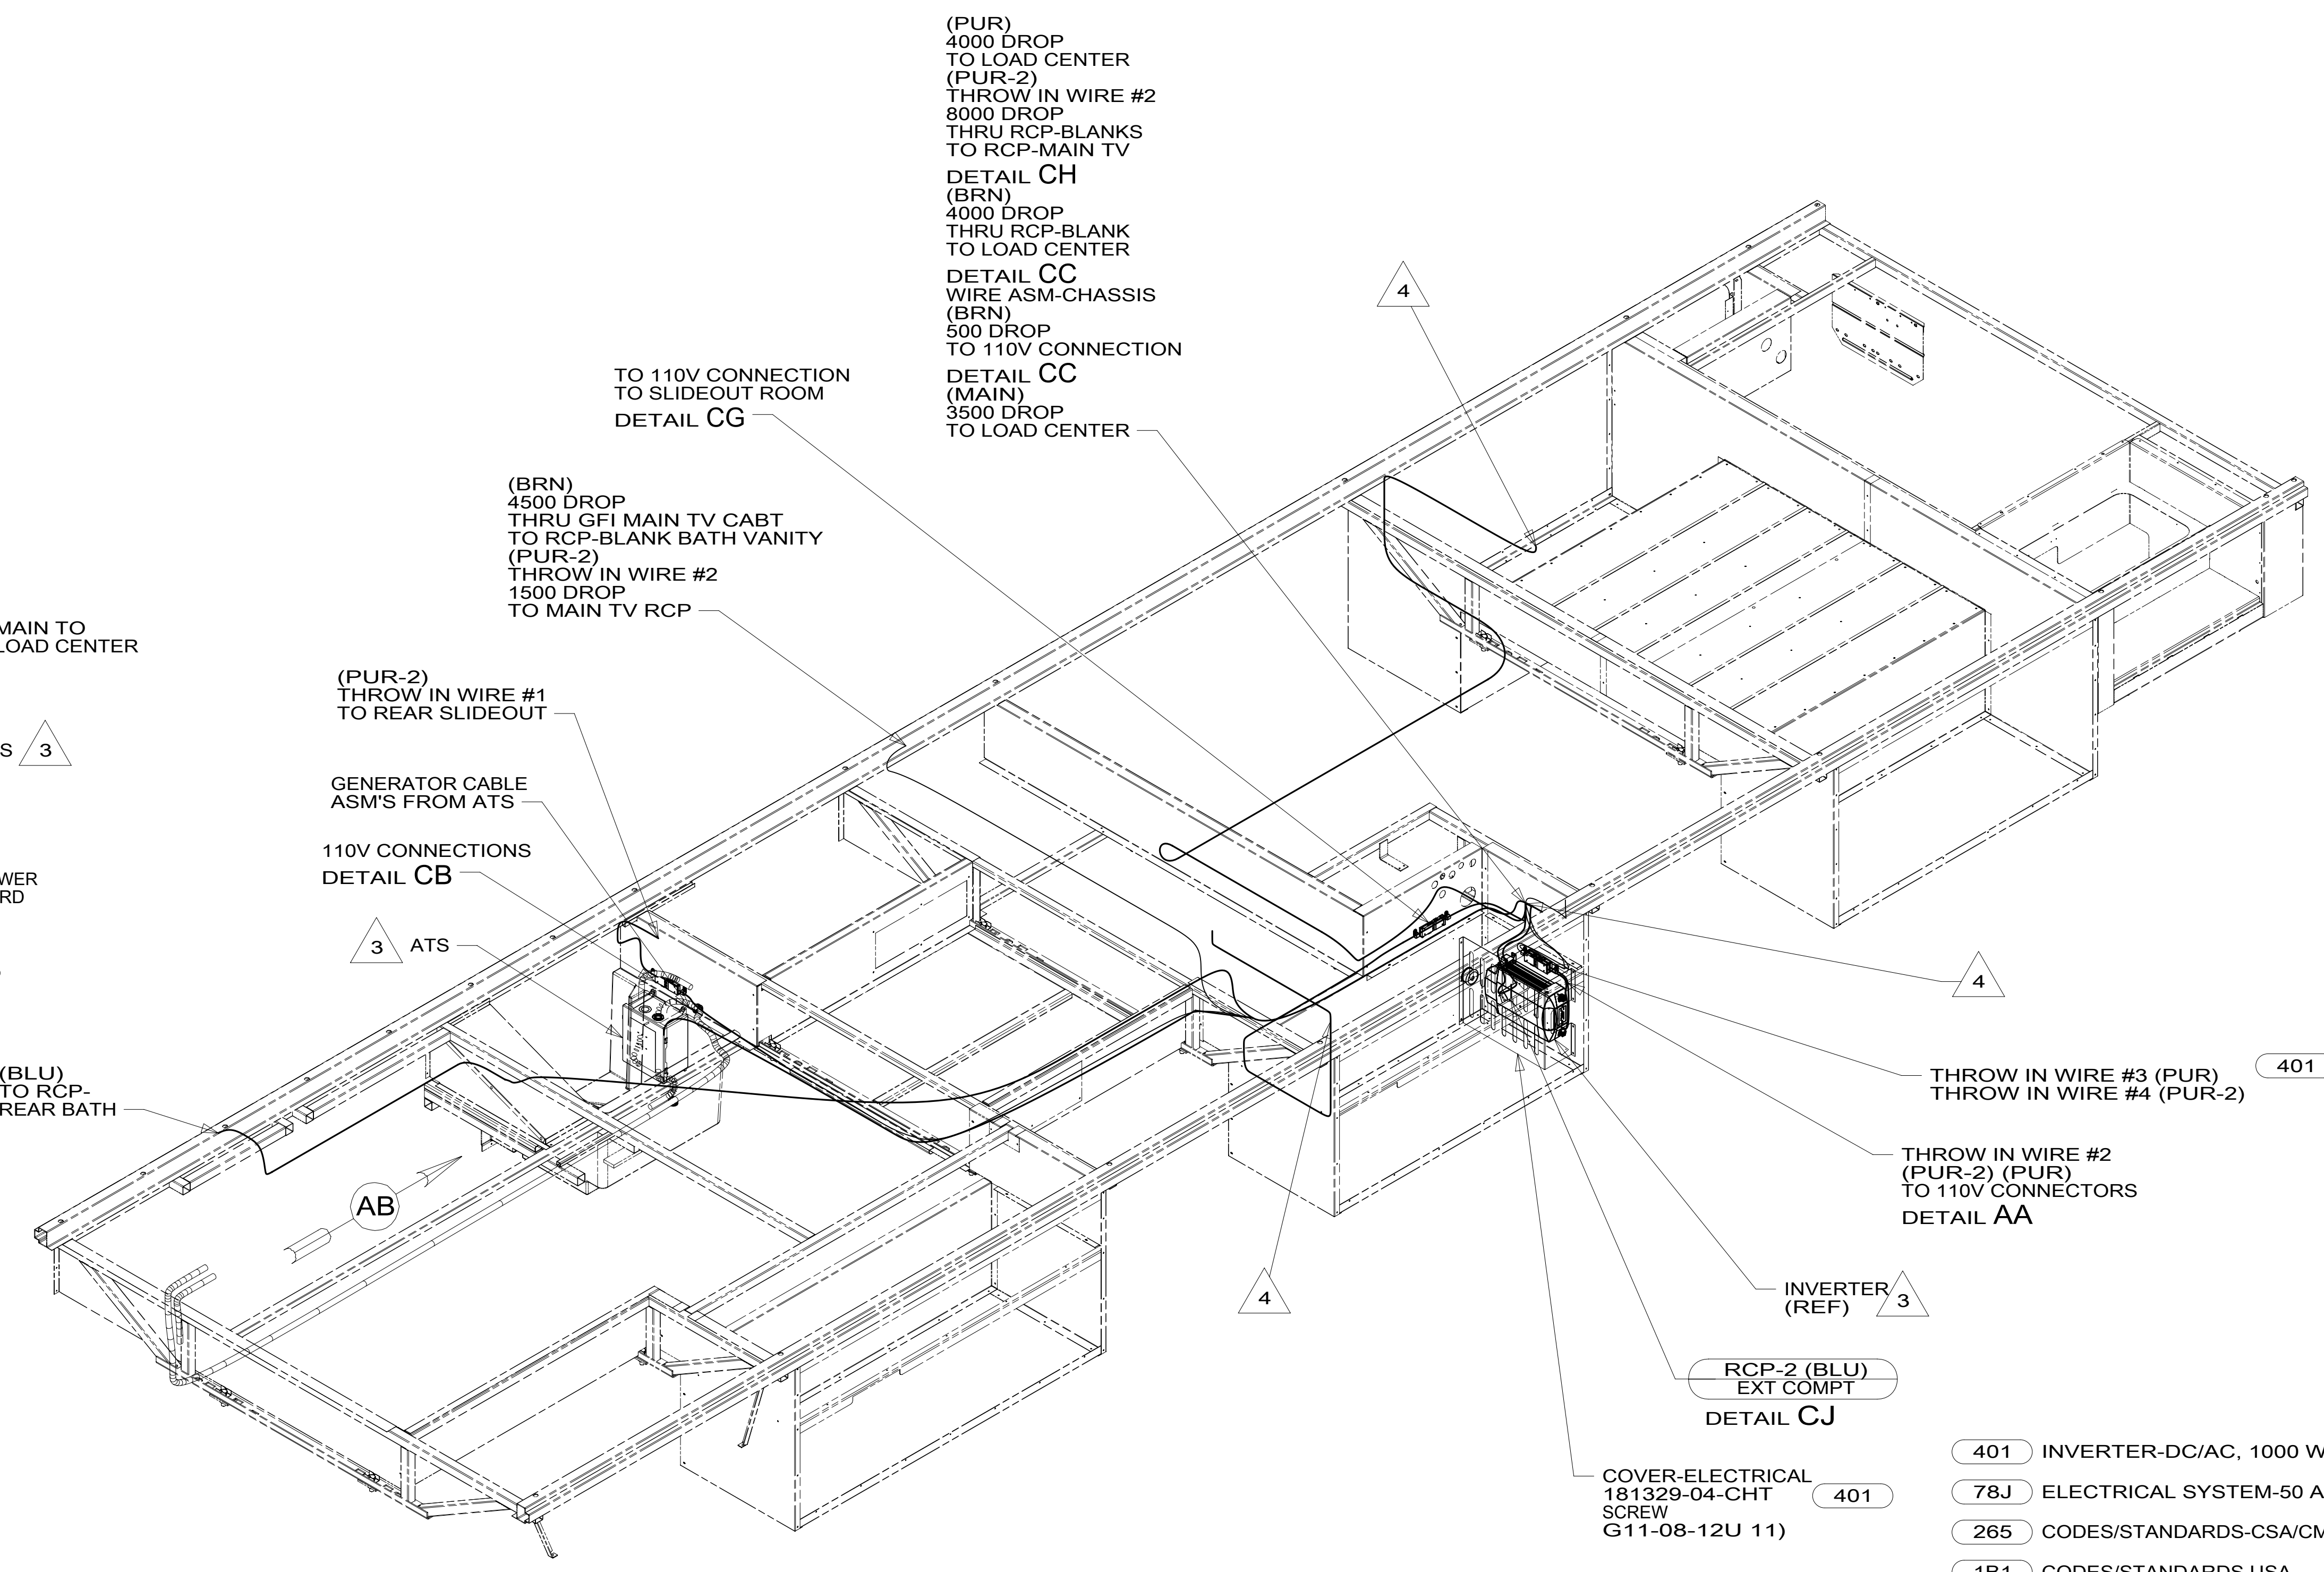 (PUR)
4000 DROP
TO LOAD CENTER
(PUR-2)
THROW IN WIRE #2
8000 DROP
THRU RCP-BLANKS
TO RCP-MAIN TV
DETAIL CH
(BRN)
4000 DROP
THRU RCP-BLANK
TO LOAD CENTER
DETAIL CC
WIRE ASM-CHASSIS
(BRN)
500 DROP
TO 110V CONNECTION
DETAIL CC
(MAIN)
3500 DROP
TO LOAD CENTER
4
TO 110V CONNECTION
TO SLIDEOUT ROOM
DETAIL CG
(BRN)
4500 DROP
THRU GFI MAIN TV CABT
TO RCP-BLANK BATH VANITY
(PUR-2)
THROW IN WIRE #2
1500 DROP
TO MAIN TV RCP
MAIN TO
LOAD CENTER
(PUR-2)
THROW IN WIRE #1
TO REAR SLIDEOUT
S 3
GENERATOR CABLE
ASM'S FROM ATS
110V CONNECTIONS
DETAIL CB
WER
RD
3 ATS
4
(BLU)
TO RCP-
REAR BATH
AB
THROW IN WIRE #3 (PUR)
THROW IN WIRE #4 (PUR-2)
401
THROW IN WIRE #2
(PUR-2) (PUR)
TO 110V CONNECTORS
DETAIL AA
4
INVERTER
(REF)
3
RCP-2 (BLU)
EXT COMPT
DETAIL CJ
COVER-ELECTRICAL
181329-04-CHT
SCREW
G11-08-12U 11)
401
401 INVERTER-DC/AC, 1000 W
78J ELECTRICAL SYSTEM-50 A
265 CODES/STANDARDS-CSA/CM
1B1 CODES/STANDARDS USA